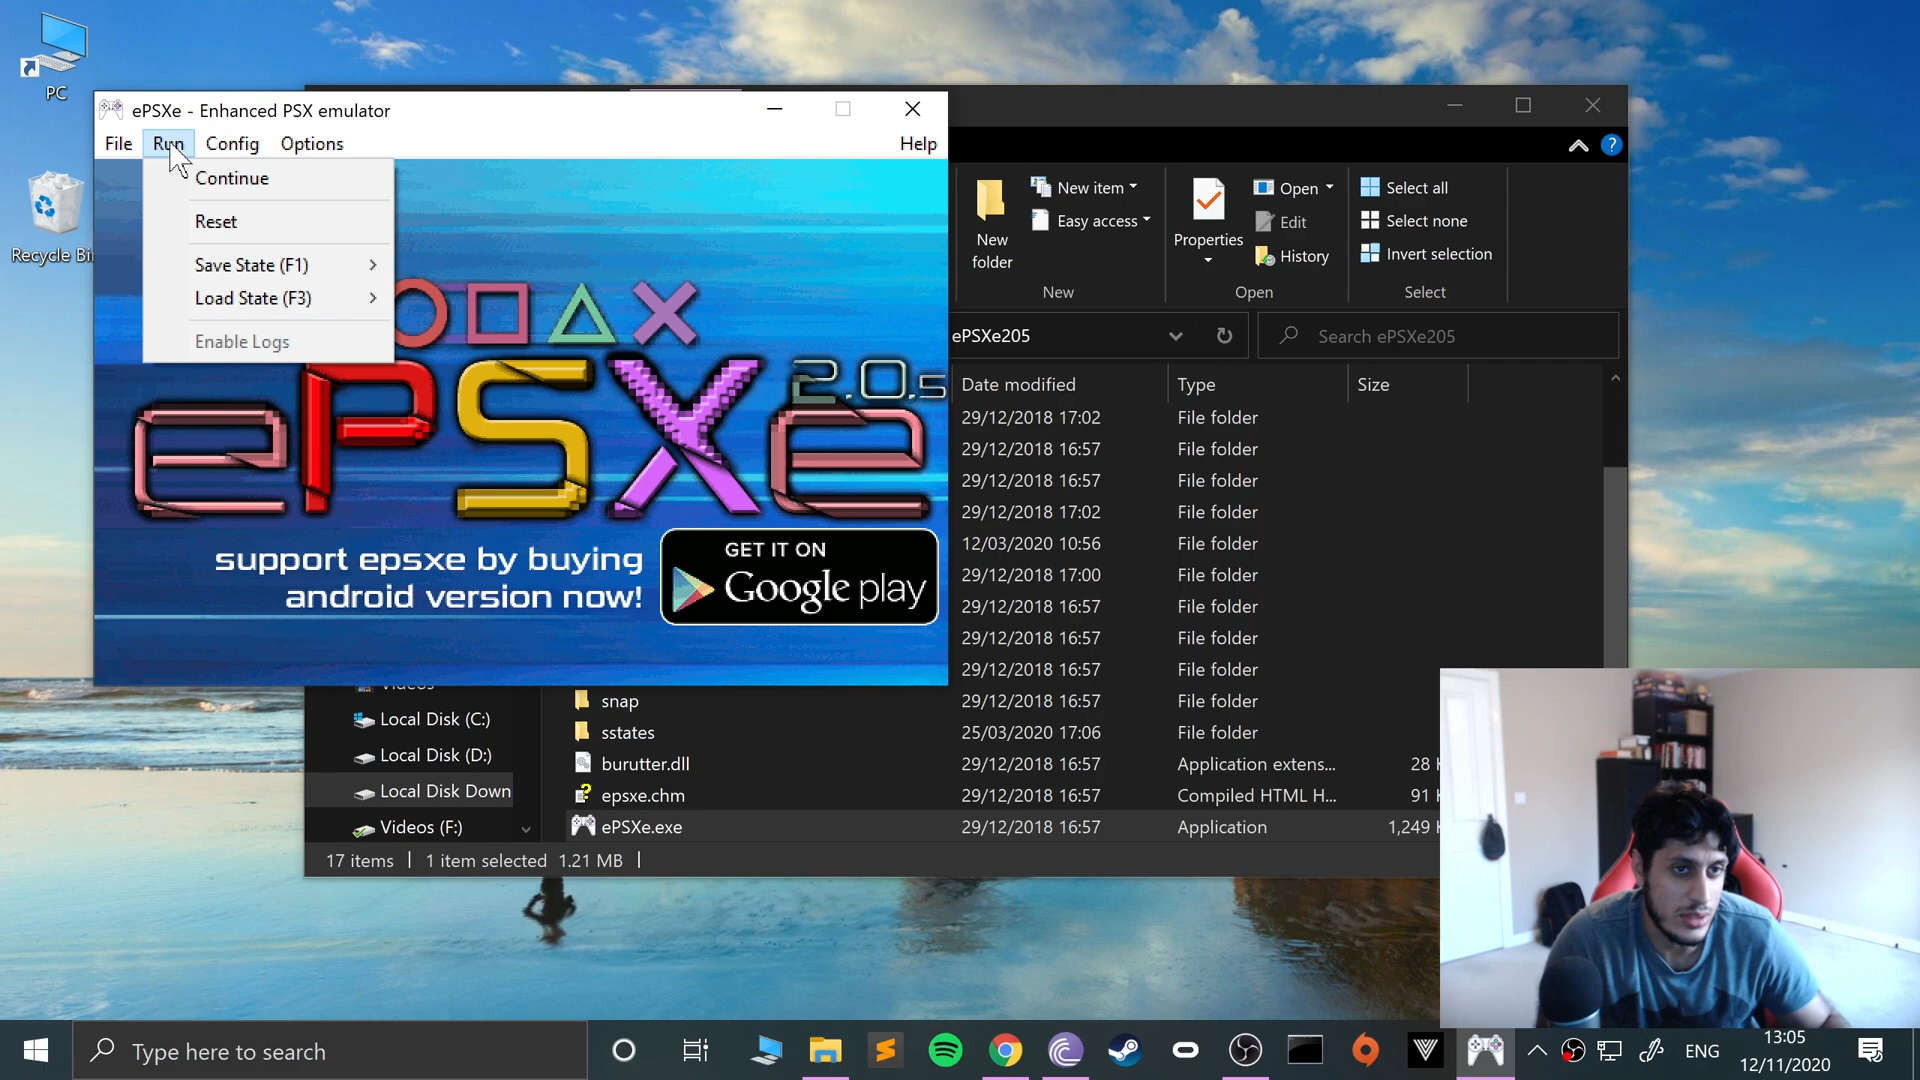 PC
Recycle Bi
ePSXe - Enhanced PSX emulator
File Run Config Options Help
Continue
Reset
Save State (F1)
Load State (F3)
Enable Logs
ePSXe
2.0.5
support epsxe by buying
android version now!
GET IT ON
Google play
New item
Easy access
New
folder
New
Properties
Open
Edit
History
Open
Select all
Select none
Invert selection
Select
ePSXe205
Search ePSXe205
Date modified Type Size
29/12/2018 17:02 File folder
29/12/2018 16:57 File folder
29/12/2018 16:57 File folder
29/12/2018 17:02 File folder
12/03/2020 10:56 File folder
29/12/2018 17:00 File folder
29/12/2018 16:57 File folder
29/12/2018 16:57 File folder
29/12/2018 16:57 File folder
snap 29/12/2018 16:57 File folder
sstates 25/03/2020 17:06 File folder
burutter.dll 29/12/2018 16:57 Application extens... 28
epsxe.chm 29/12/2018 16:57 Compiled HTML H... 91
ePSXe.exe 29/12/2018 16:57 Application 1,249
Videos
Local Disk (C:)
Local Disk (D:)
Local Disk Down
Videos (F:)
17 items 1 item selected 1.21 MB
Type here to search
ENG
13:05
12/11/2020